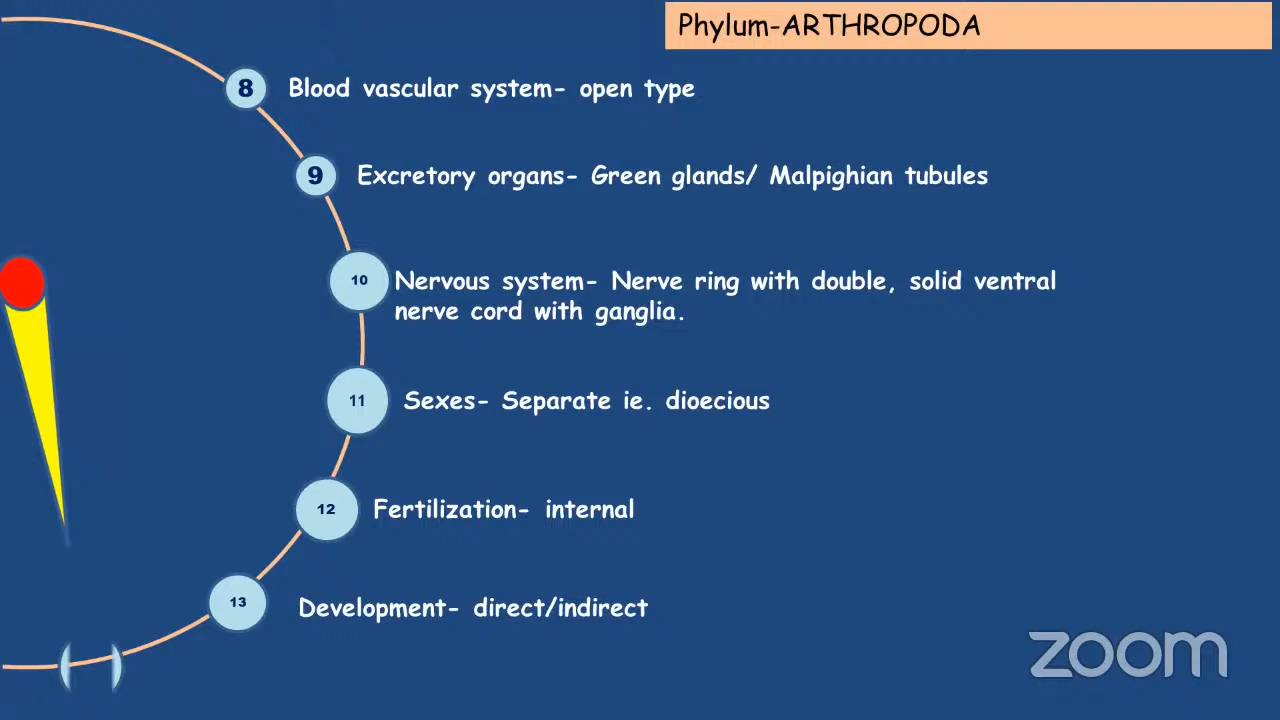 Phylum-ARTHROPODA
8 Blood vascular system- open type
9 Excretory organs- Green glands/ Malpighian tubules
10 Nervous system- Nerve ring with double, solid ventral
nerve cord with ganglia.
11 Sexes- Separate ie. dioecious
12 Fertilization- internal
13 Development- direct/indirect
zoom